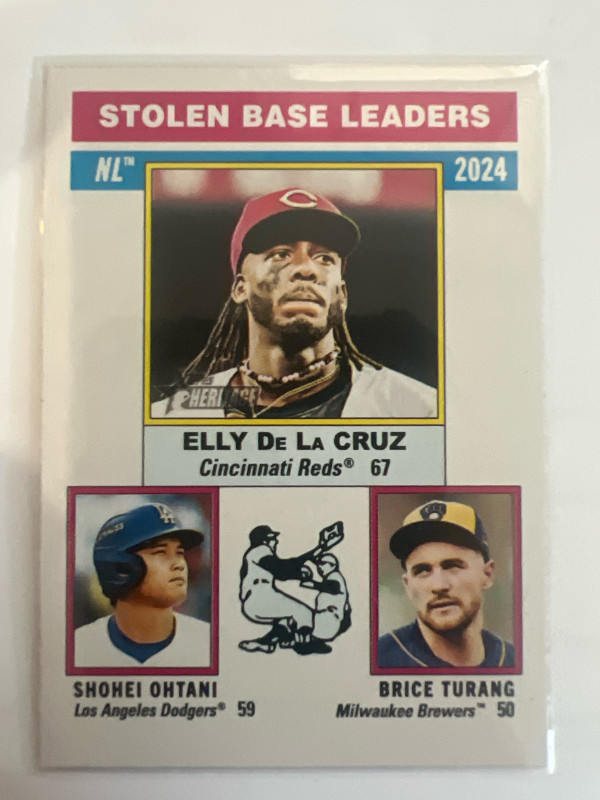 STOLEN BASE LEADERS
NL™ 2024
HERITAGE
ELLY DE LA CRUZ
Cincinnati Reds® 67
SHOHEI OHTANI
Los Angeles Dodgers® 59
BRICE TURANG
Milwaukee Brewers™ 50